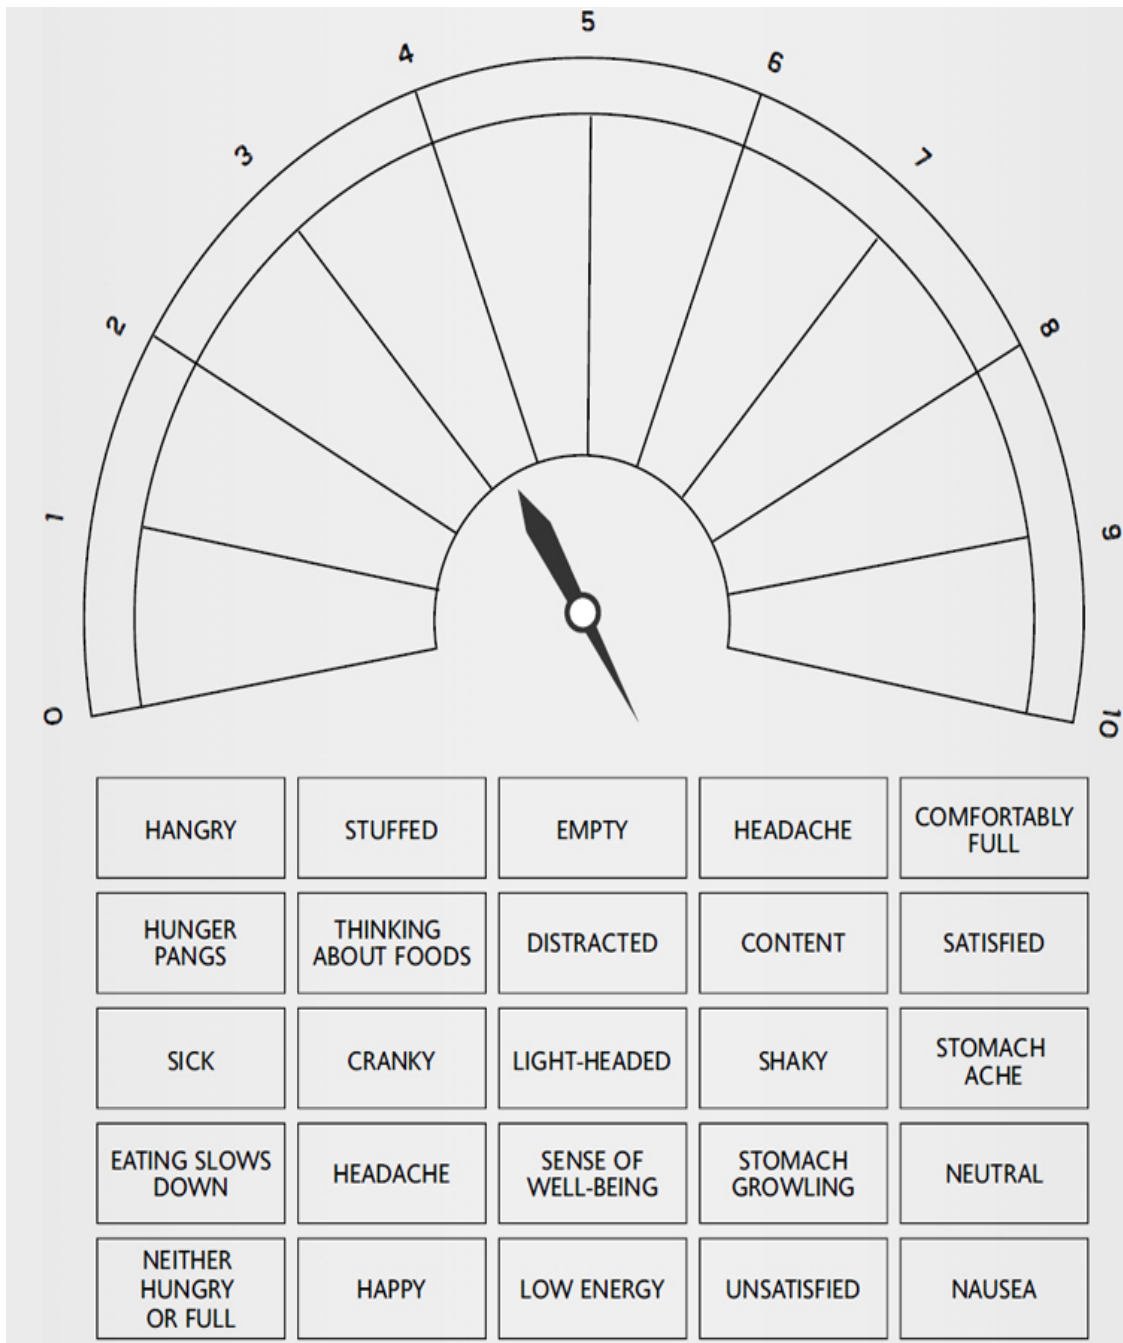 5
4
6
3
7
2
8
1
9
0
10
HANGRY
STUFFED
EMPTY
HEADACHE
COMFORTABLY
FULL
HUNGER
PANGS
THINKING
ABOUT FOODS
DISTRACTED
CONTENT
SATISFIED
SICK
CRANKY
LIGHT-HEADED
SHAKY
STOMACH
ACHE
EATING SLOWS
DOWN
HEADACHE
SENSE OF
WELL-BEING
STOMACH
GROWLING
NEUTRAL
NEITHER
HUNGRY
OR FULL
HAPPY
LOW ENERGY
UNSATISFIED
NAUSEA